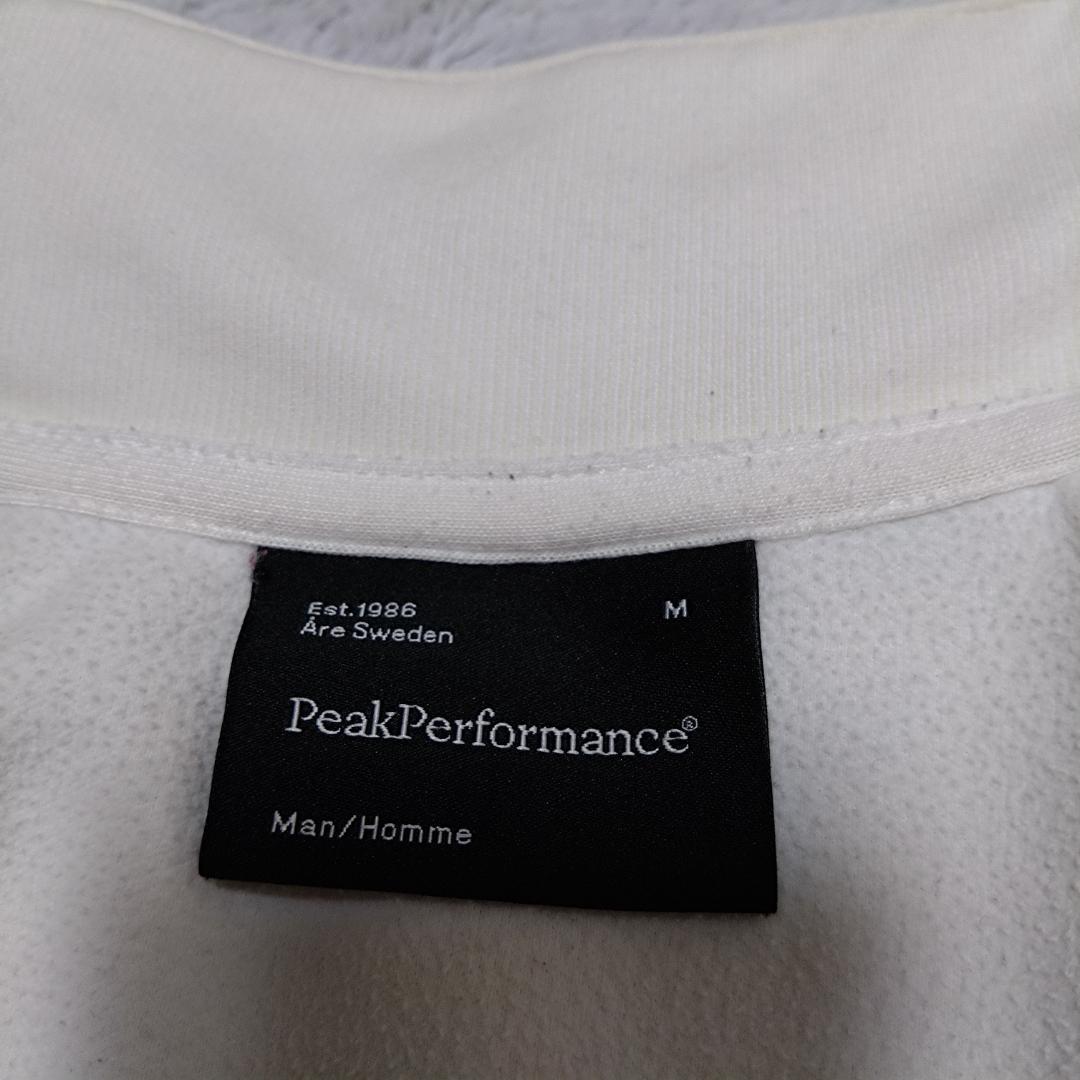 Est.1986
Åre Sweden
M
PeakPerformance®
Man/Homme